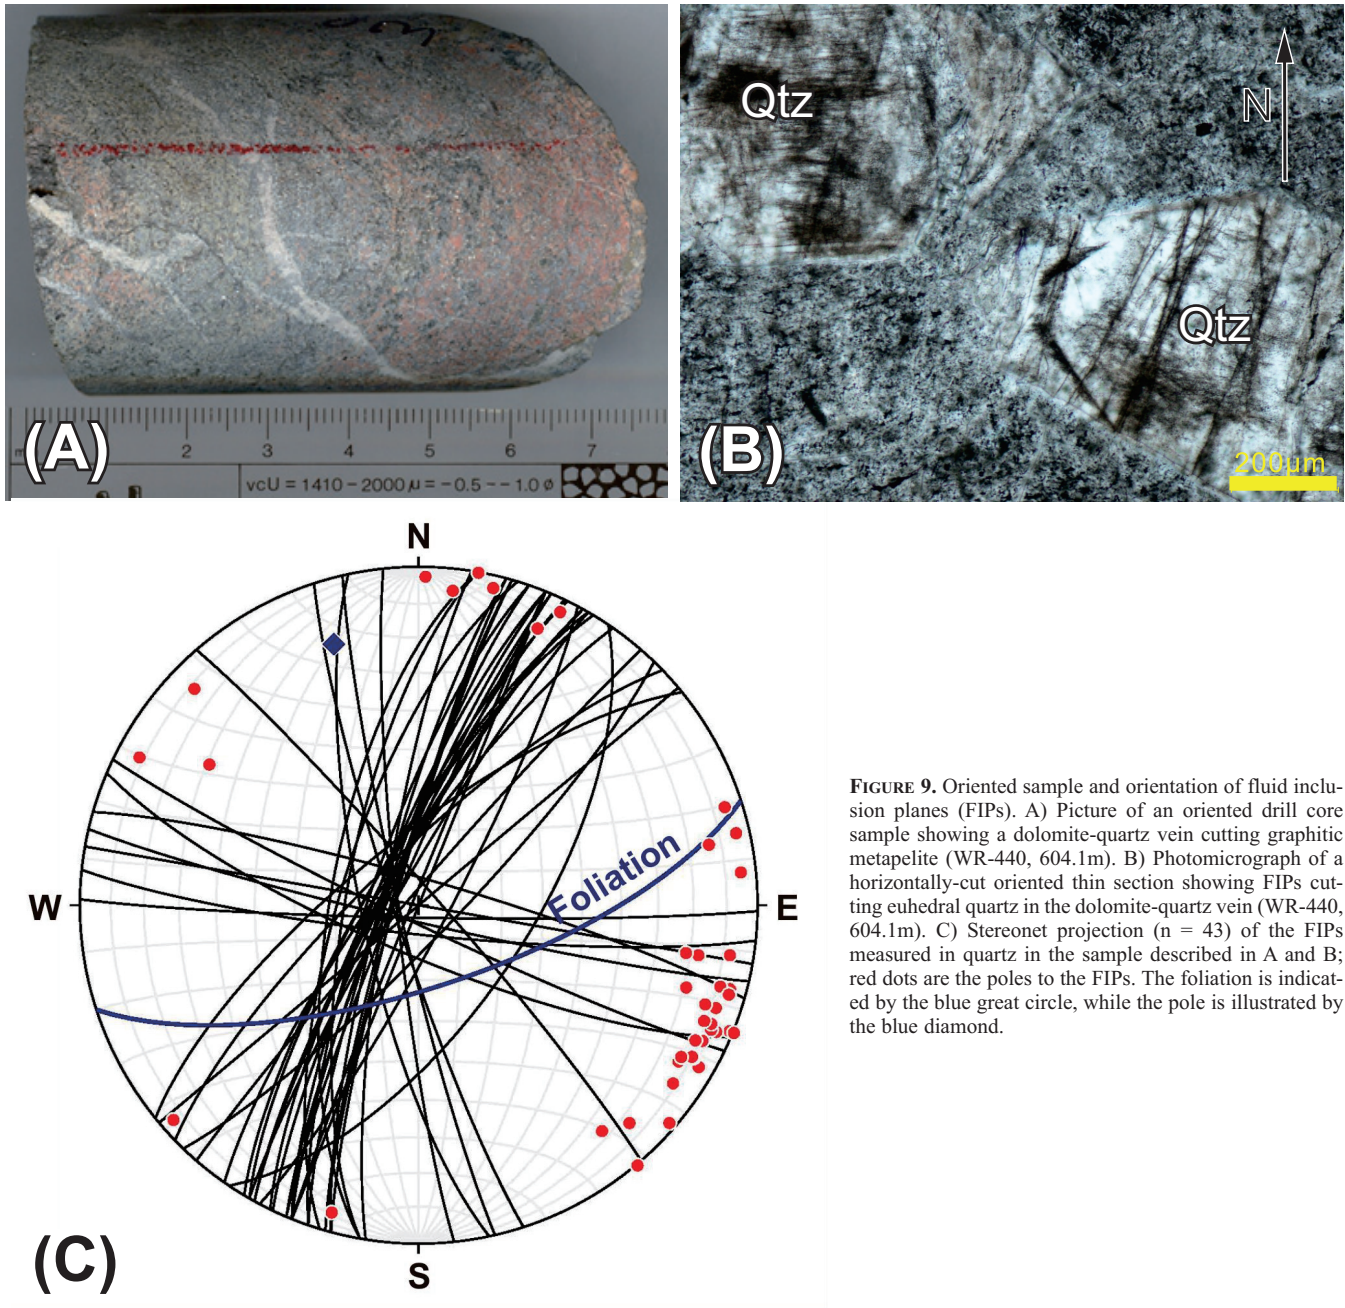 (A)
2 3 4 5 6 7
vcU = 1410 - 2000 μ = -0.5 - - 1.0 φ
Qtz
N
Qtz
(B)
200μm
N
W
E
S
Foliation
(C)
FIGURE 9. Oriented sample and orientation of fluid inclu-
sion planes (FIPs). A) Picture of an oriented drill core
sample showing a dolomite-quartz vein cutting graphitic
metapelite (WR-440, 604.1m). B) Photomicrograph of a
horizontally-cut oriented thin section showing FIPs cut-
ting euhedral quartz in the dolomite-quartz vein (WR-440,
604.1m). C) Stereonet projection (n = 43) of the FIPs
measured in quartz in the sample described in A and B;
red dots are the poles to the FIPs. The foliation is indicat-
ed by the blue great circle, while the pole is illustrated by
the blue diamond.